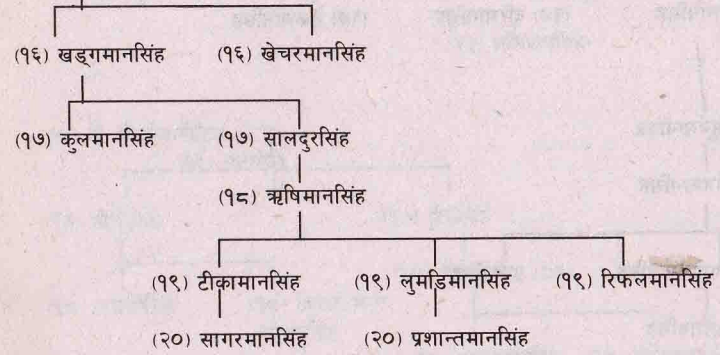 (१६) खड्गमानसिंह (१६) खेचरमानसिंह
(१७) कुलमानसिंह (१७) सालदुरसिंह
(१८) ऋषिमानसिंह
(१९) टीकामानसिंह (१९) लुमडिमानसिंह (१९) रिफलमानसिंह
(२०) सागरमानसिंह (२०) प्रशान्तमानसिंह